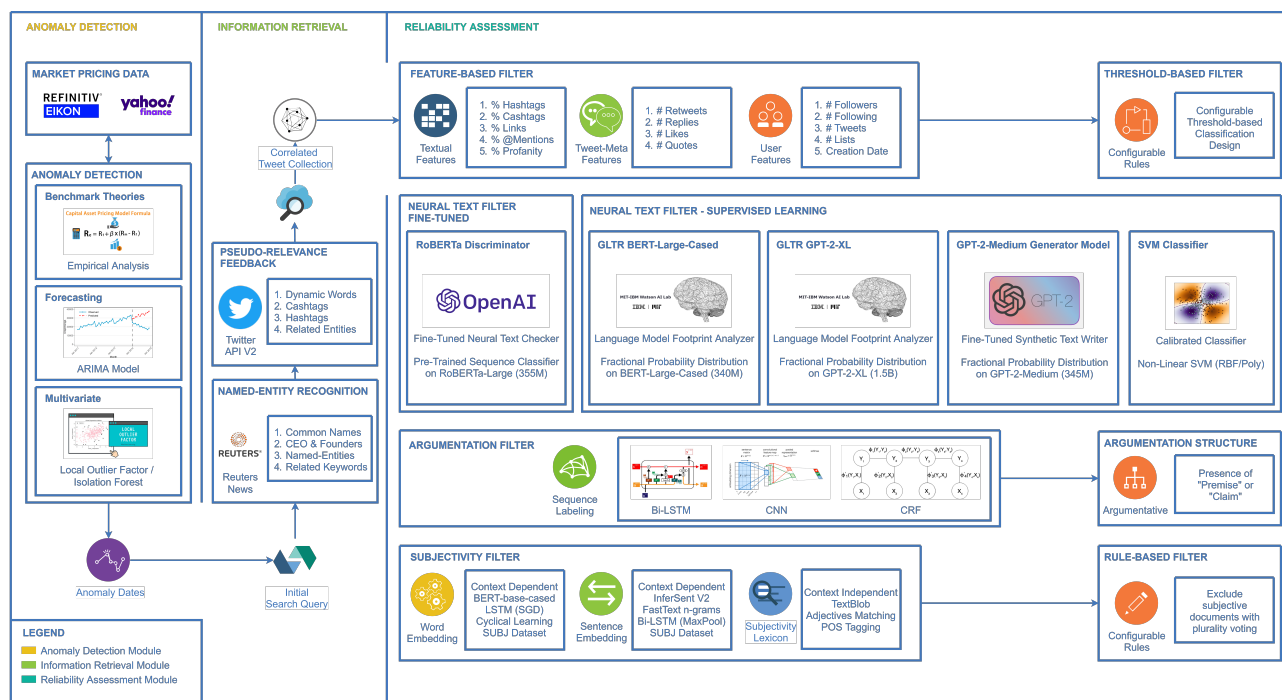 ANOMALY DETECTION
MARKET PRICING DATA
REFINITIV
EIKON
yahoo!
finance
ANOMALY DETECTION
Benchmark Theories
Capital Asset Pricing Model Formula
Empirical Analysis
Forecasting
ARIMA Model
Multivariate
LOCAL
OUTLIER
FACTOR
Local Outlier Factor /
Isolation Forest
Anomaly Dates
LEGEND
Anomaly Detection Module
Information Retrieval Module
Reliability Assessment Module
INFORMATION RETRIEVAL
Correlated
Tweet Collection
PSEUDO-RELEVANCE
FEEDBACK
Twitter
API V2
1. Dynamic Words
2. Cashtags
3. Hashtags
4. Related Entities
NAMED-ENTITY RECOGNITION
REUTERS
Reuters
News
1. Common Names
2. CEO & Founders
3. Named-Entities
4. Related Keywords
Initial
Search Query
RELIABILITY ASSESSMENT
FEATURE-BASED FILTER
Textual
Features
1. % Hashtags
2. % Cashtags
3. % Links
4. % @Mentions
5. % Profanity
Tweet-Meta
Features
1. # Retweets
2. # Replies
3. # Likes
4. # Quotes
User
Features
1. # Followers
2. # Following
3. # Tweets
4. # Lists
5. Creation Date
THRESHOLD-BASED FILTER
Configurable
Rules
Configurable
Threshold-based
Classification
Design
NEURAL TEXT FILTER
FINE-TUNED
RoBERTa Discriminator
OpenAI
Fine-Tuned Neural Text Checker
Pre-Trained Sequence Classifier
on RoBERTa-Large (355M)
NEURAL TEXT FILTER - SUPERVISED LEARNING
GLTR BERT-Large-Cased
MIT-IBM Watson AI Lab
IBM MIT
Language Model Footprint Analyzer
Fractional Probability Distribution
on BERT-Large-Cased (340M)
GLTR GPT-2-XL
MIT-IBM Watson AI Lab
IBM MIT
Language Model Footprint Analyzer
Fractional Probability Distribution
on GPT-2-XL (1.5B)
GPT-2-Medium Generator Model
GPT-2
Fine-Tuned Synthetic Text Writer
Fractional Probability Distribution
on GPT-2-Medium (345M)
SVM Classifier
Calibrated Classifier
Non-Linear SVM (RBF/Poly)
ARGUMENTATION FILTER
Sequence
Labeling
Bi-LSTM
CNN
CRF
ARGUMENTATION STRUCTURE
Argumentative
Presence of
"Premise" or
"Claim"
SUBJECTIVITY FILTER
Word
Embedding
Context Dependent
BERT-base-cased
LSTM (SGD)
Cyclical Learning
SUBJ Dataset
Sentence
Embedding
Context Dependent
InferSent V2
FastText n-grams
Bi-LSTM (MaxPool)
SUBJ Dataset
Subjectivity
Lexicon
Context Independent
TextBlob
Adjectives Matching
POS Tagging
RULE-BASED FILTER
Configurable
Rules
Exclude
subjective
documents with
plurality voting